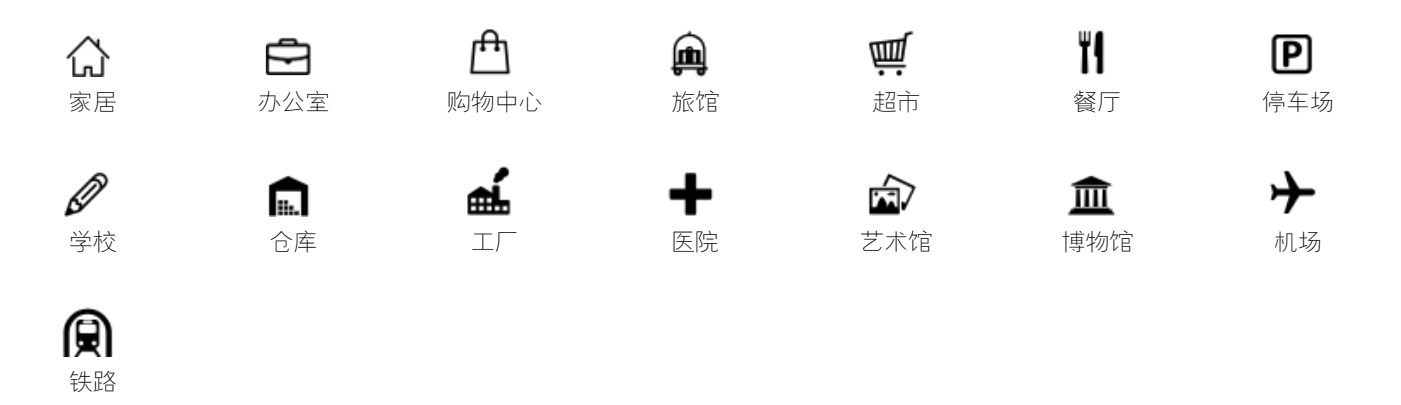 家居 办公室 购物中心 旅馆 超市 餐厅 P 停车场
学校 仓库 工厂 医院 艺术馆 博物馆 机场
铁路